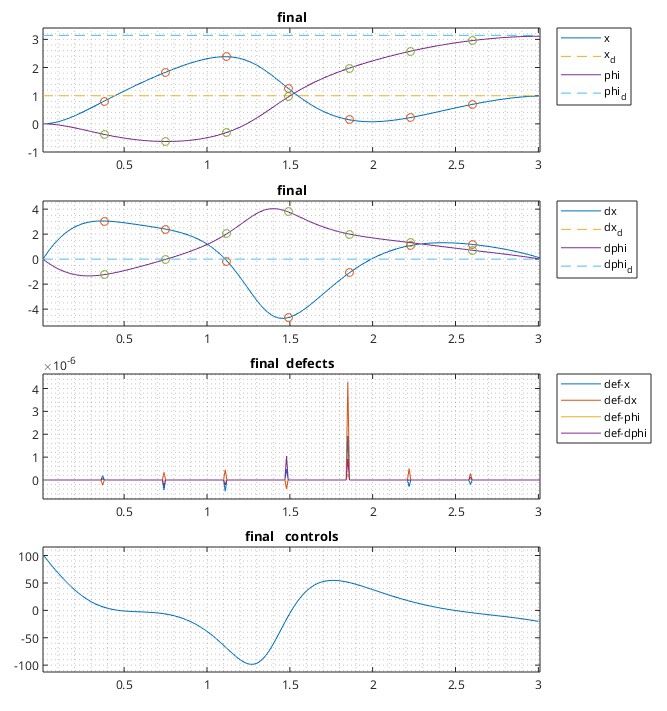 final
3
2
1
0
-1
0.5 1 1.5 2 2.5 3
x
x_d
phi
phi_d
final
4
2
0
-2
-4
0.5 1 1.5 2 2.5 3
dx
dx_d
dphi
dphi_d
×10^-6
final defects
4
3
2
1
0
0.5 1 1.5 2 2.5 3
def-x
def-dx
def-phi
def-dphi
final controls
100
50
0
-50
-100
0.5 1 1.5 2 2.5 3